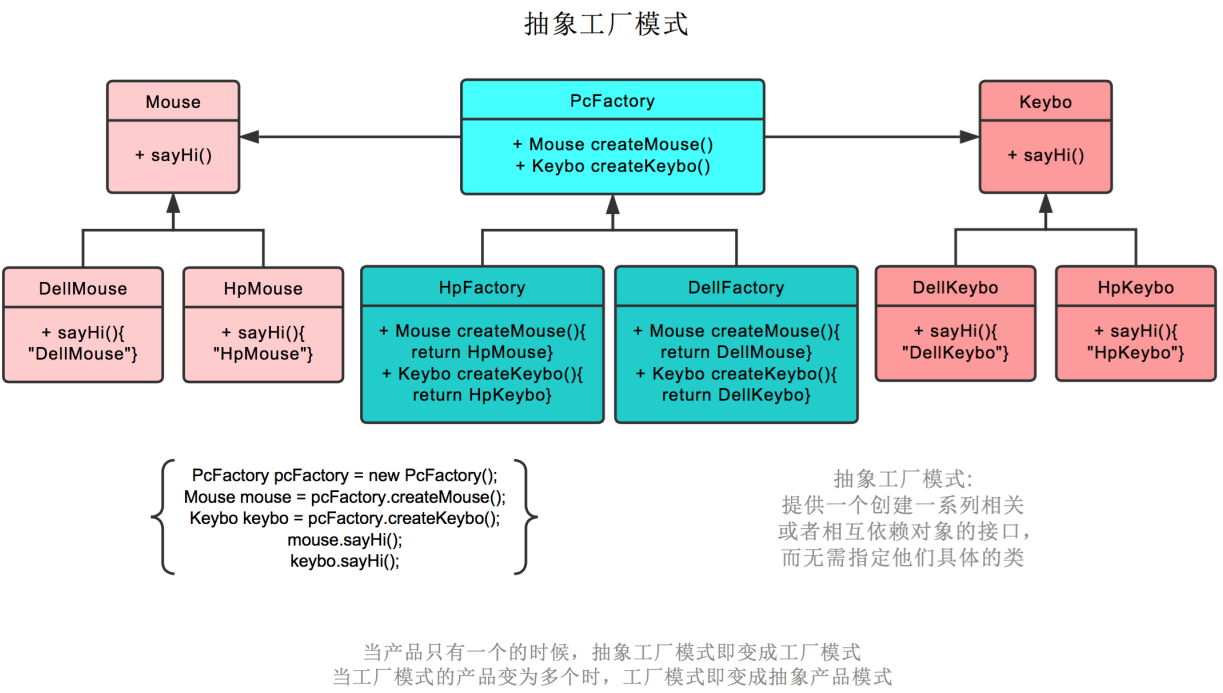 抽象工厂模式
Mouse
+ sayHi()
PcFactory
+ Mouse createMouse()
+ Keybo createKeybo()
Keybo
+ sayHi()
DellMouse
+ sayHi(){
"DellMouse"}
HpMouse
+ sayHi(){
"HpMouse"}
HpFactory
+ Mouse createMouse(){
return HpMouse}
+ Keybo createKeybo(){
return HpKeybo}
DellFactory
+ Mouse createMouse(){
return DellMouse}
+ Keybo createKeybo(){
return DellKeybo}
DellKeybo
+ sayHi(){
"DellKeybo"}
HpKeybo
+ sayHi(){
"HpKeybo"}
PcFactory pcFactory = new PcFactory();
Mouse mouse = pcFactory.createMouse();
Keybo keybo = pcFactory.createKeybo();
mouse.sayHi();
keybo.sayHi();
抽象工厂模式:
提供一个创建一系列相关
或者相互依赖对象的接口，
而无需指定他们具体的类
当产品只有一个的时候，抽象工厂模式即变成工厂模式
当工厂模式的产品变为多个时，工厂模式即变成抽象产品模式